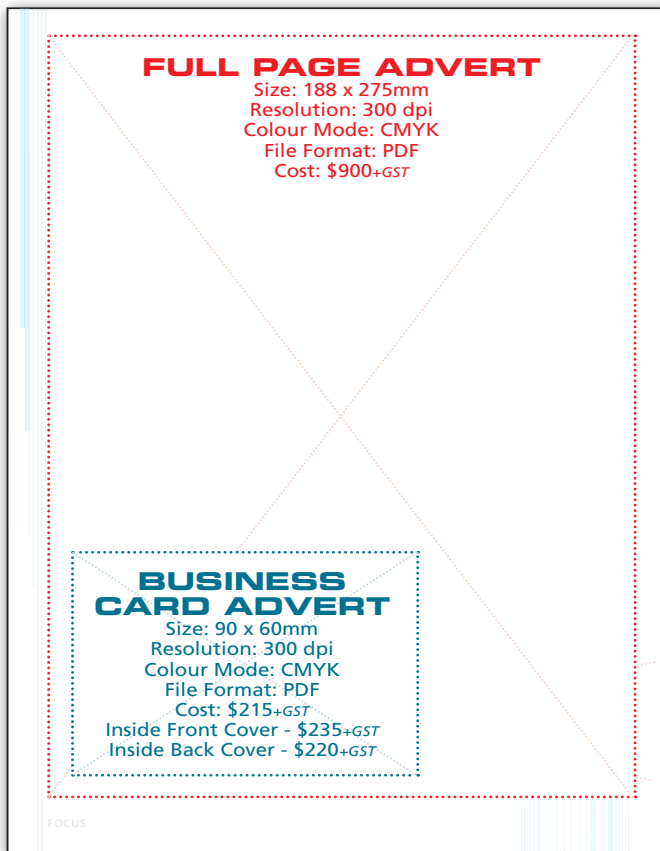 FULL PAGE ADVERT
Size: 188 x 275mm
Resolution: 300 dpi
Colour Mode: CMYK
File Format: PDF
Cost: $900+GST
BUSINESS
CARD ADVERT
Size: 90 x 60mm
Resolution: 300 dpi
Colour Mode: CMYK
File Format: PDF
Cost: $215+GST
Inside Front Cover - $235+GST
Inside Back Cover - $220+GST
FOCUS